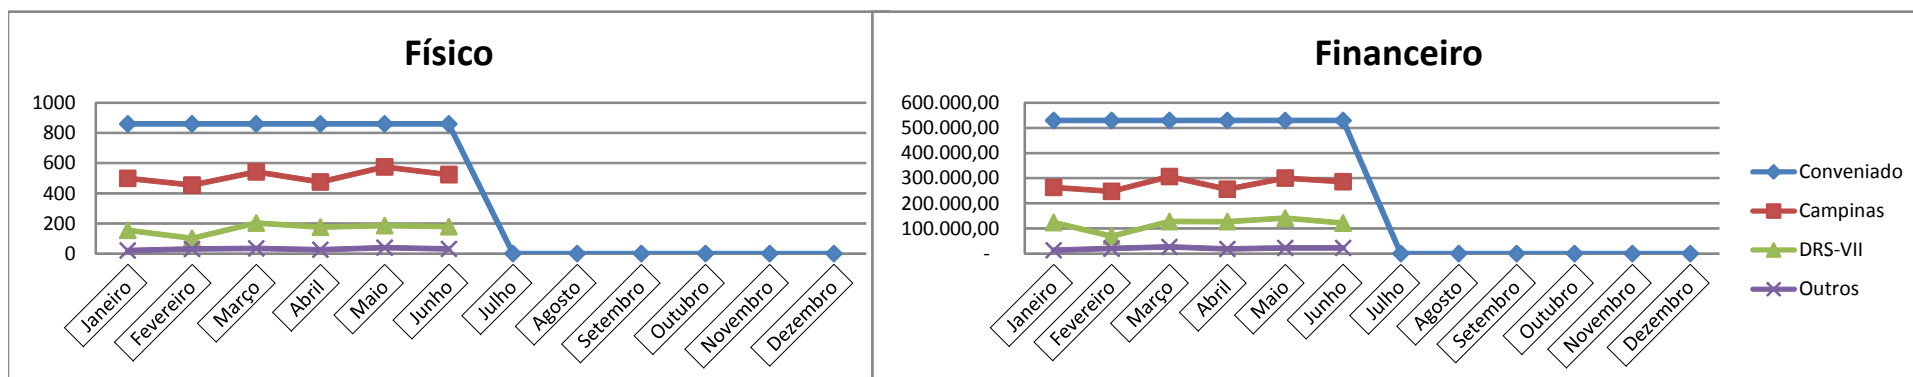 Físico
1000
800
600
400
200
0
Janeiro
Fevereiro
Março
Abril
Maio
Junho
Julho
Agosto
Setembro
Outubro
Novembro
Dezembro
Financeiro
600.000,00
500.000,00
400.000,00
300.000,00
200.000,00
100.000,00
-
Janeiro
Fevereiro
Março
Abril
Maio
Junho
Julho
Agosto
Setembro
Outubro
Novembro
Dezembro
Conveniado
Campinas
DRS-VII
Outros